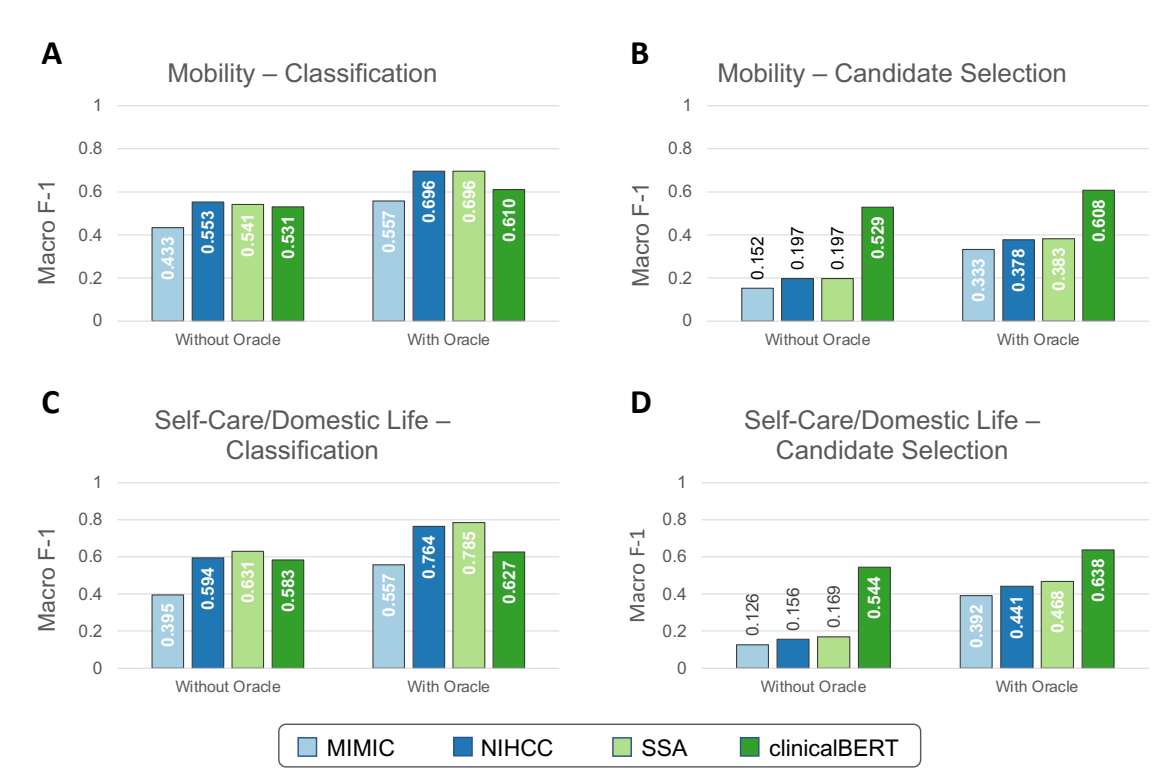 A
Mobility – Classification
Macro F-1
1
0.8
0.6
0.4
0.2
0
0.433
0.553
0.541
0.531
0.557
0.696
0.696
0.610
Without Oracle
With Oracle
B
Mobility – Candidate Selection
Macro F-1
1
0.8
0.6
0.4
0.2
0
0.152
0.197
0.197
0.529
0.333
0.378
0.383
0.608
Without Oracle
With Oracle
C
Self-Care/Domestic Life –
Classification
Macro F-1
1
0.8
0.6
0.4
0.2
0
0.395
0.594
0.631
0.583
0.557
0.764
0.785
0.627
Without Oracle
With Oracle
D
Self-Care/Domestic Life –
Candidate Selection
Macro F-1
1
0.8
0.6
0.4
0.2
0
0.126
0.156
0.169
0.544
0.392
0.441
0.468
0.638
Without Oracle
With Oracle
MIMIC
NIHCC
SSA
clinicalBERT